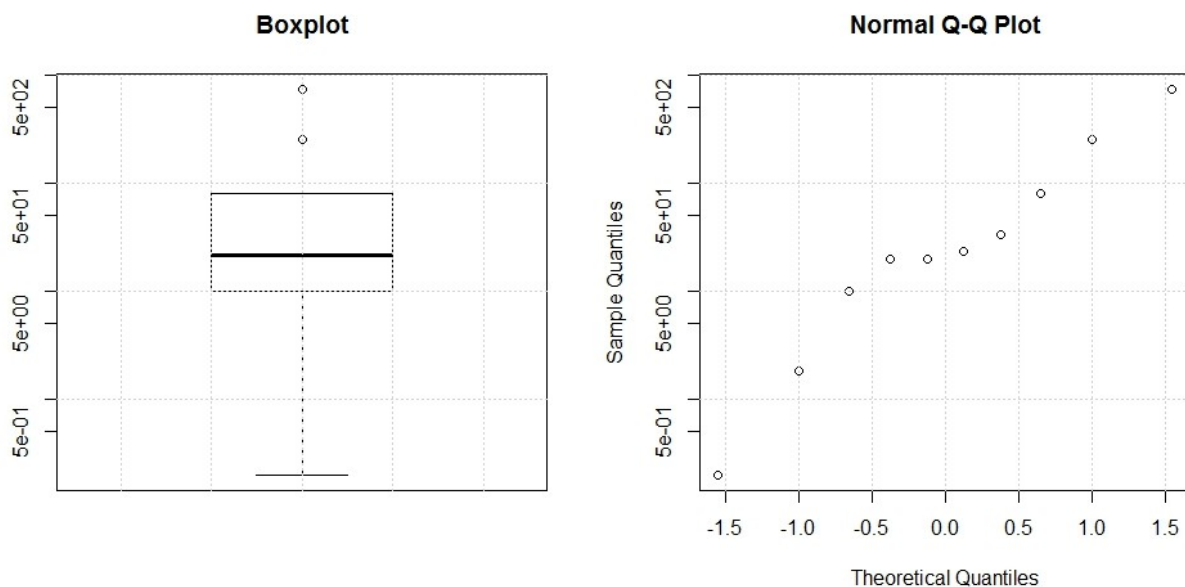 Boxplot
5e+02
5e+01
5e+00
5e-01
Normal Q-Q Plot
Sample Quantiles
5e+02
5e+01
5e+00
5e-01
-1.5 -1.0 -0.5 0.0 0.5 1.0 1.5
Theoretical Quantiles